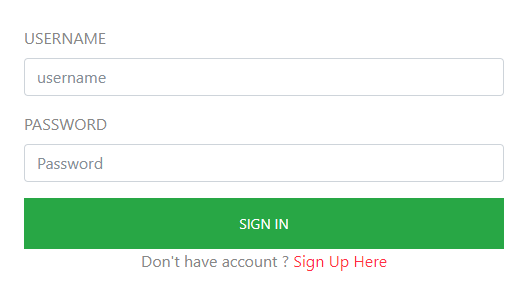 USERNAME
username
PASSWORD
Password
SIGN IN
Don't have account ? Sign Up Here